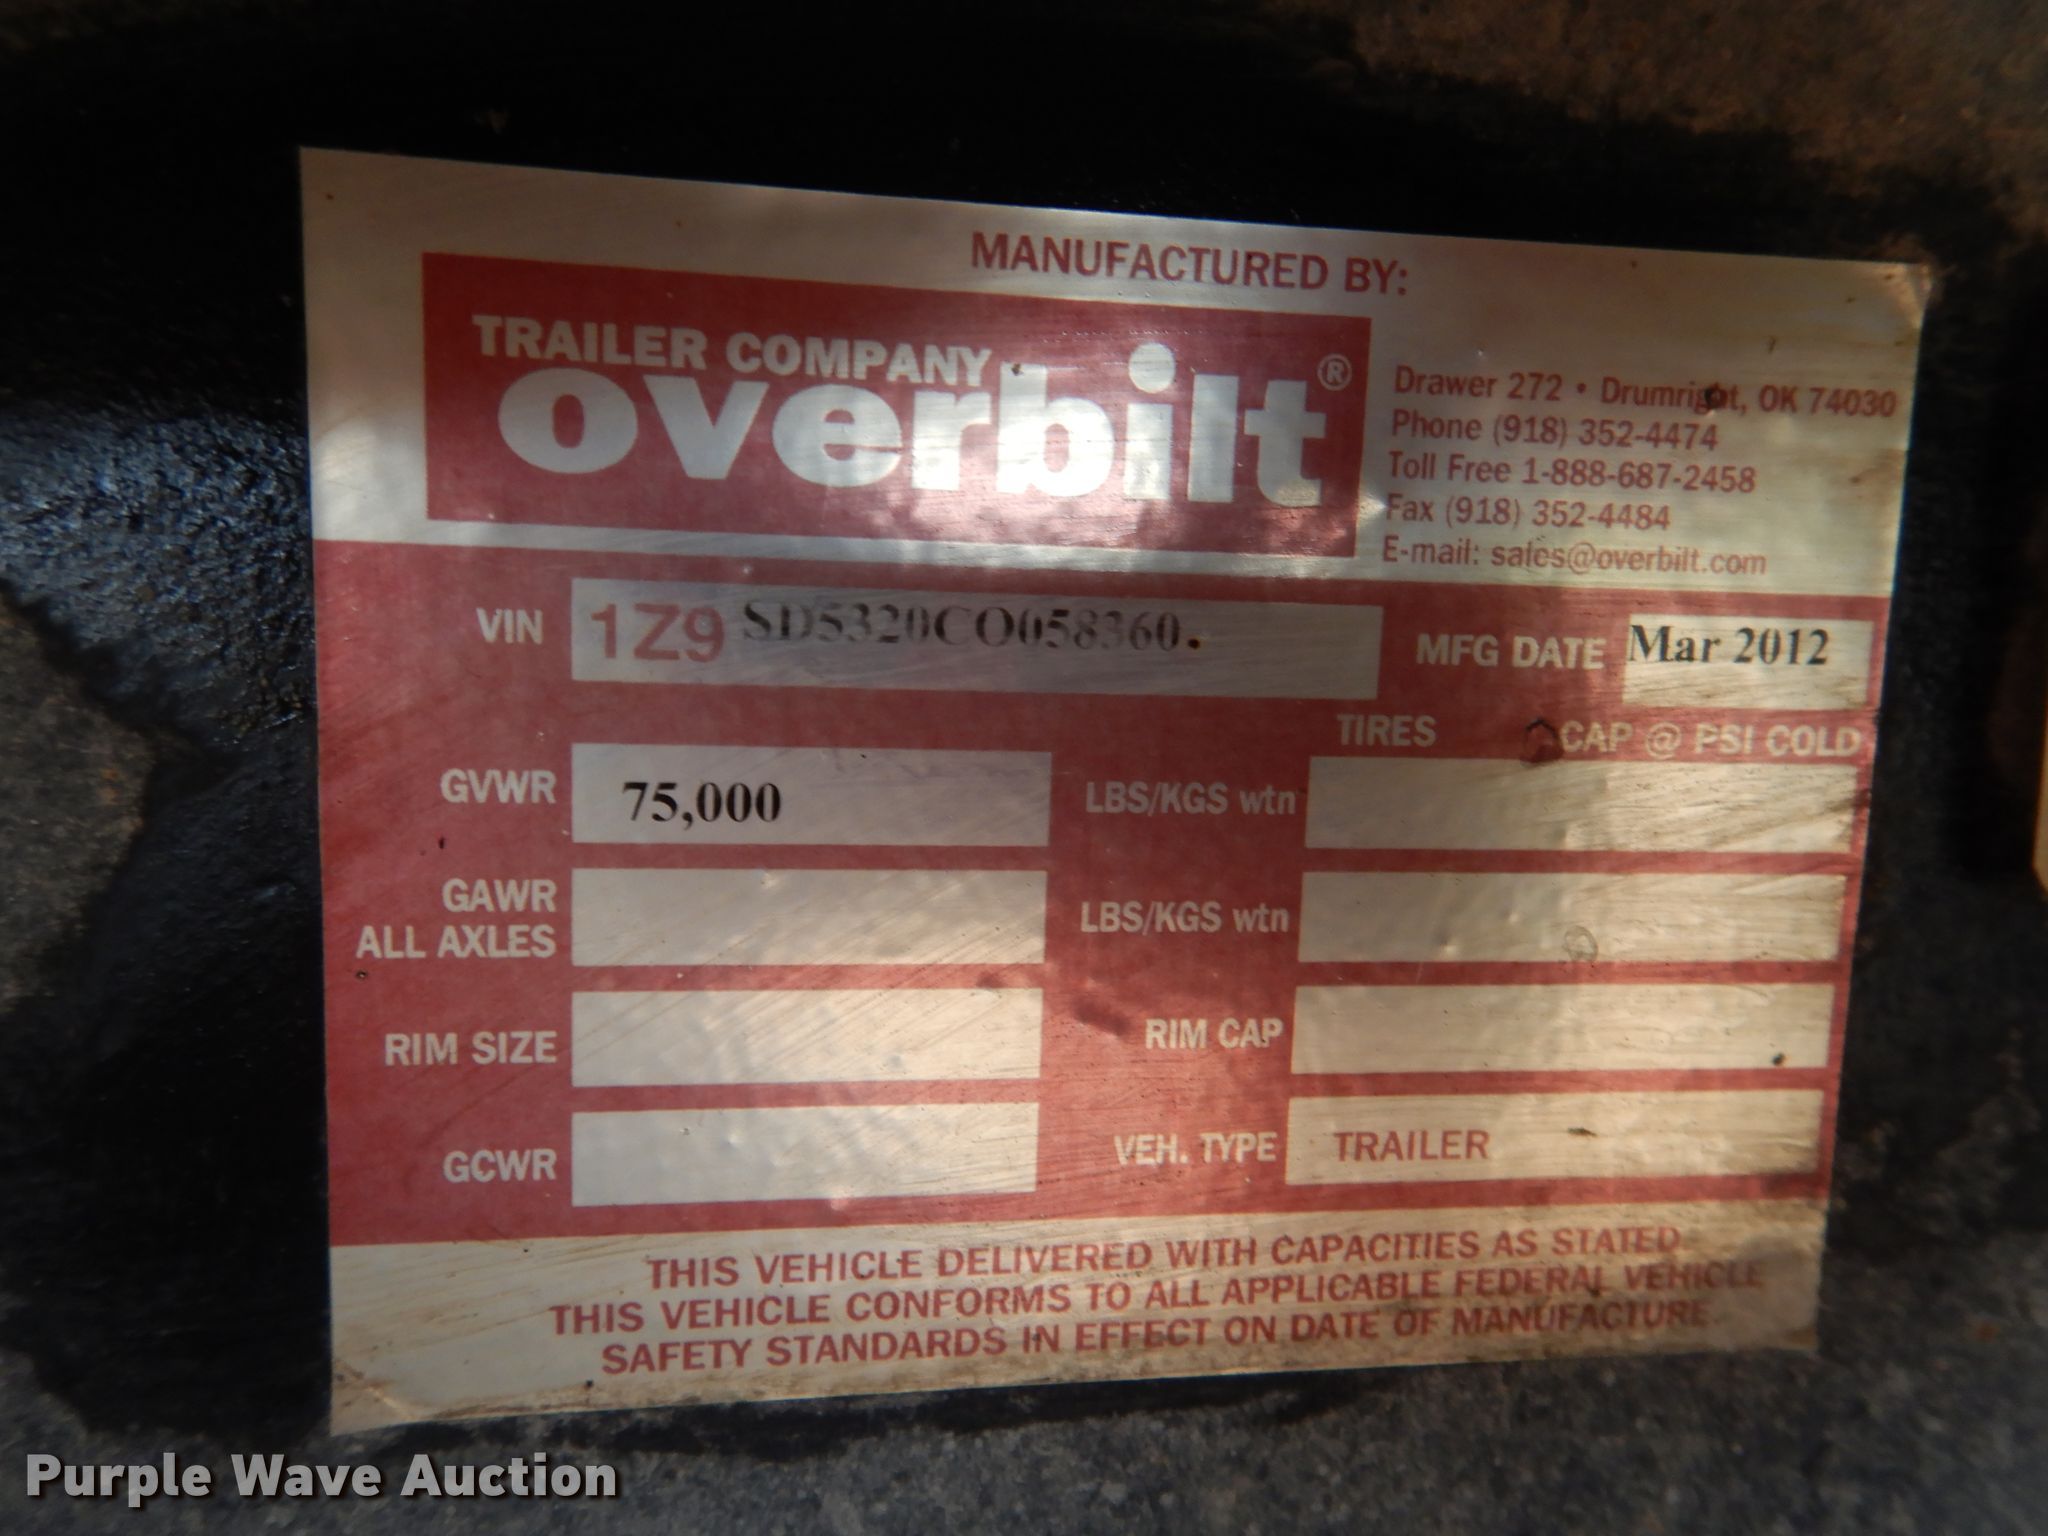 MANUFACTURED BY:
TRAILER COMPANY
overbilt®
Drawer 272 • Drumright, OK 74030
Phone (918) 352-4474
Toll Free 1-888-687-2458
Fax (918) 352-4484
E-mail: sales@overbilt.com
VIN 1Z9 SD5320CO058360.
MFG DATE Mar 2012
TIRES CAP @ PSI COLD
GVWR 75,000 LBS/KGS wtn
GAWR
ALL AXLES LBS/KGS wtn
RIM SIZE RIM CAP
GCWR VEH. TYPE TRAILER
THIS VEHICLE DELIVERED WITH CAPACITIES AS STATED.
THIS VEHICLE CONFORMS TO ALL APPLICABLE FEDERAL VEHICLE
SAFETY STANDARDS IN EFFECT ON DATE OF MANUFACTURE.
Purple Wave Auction